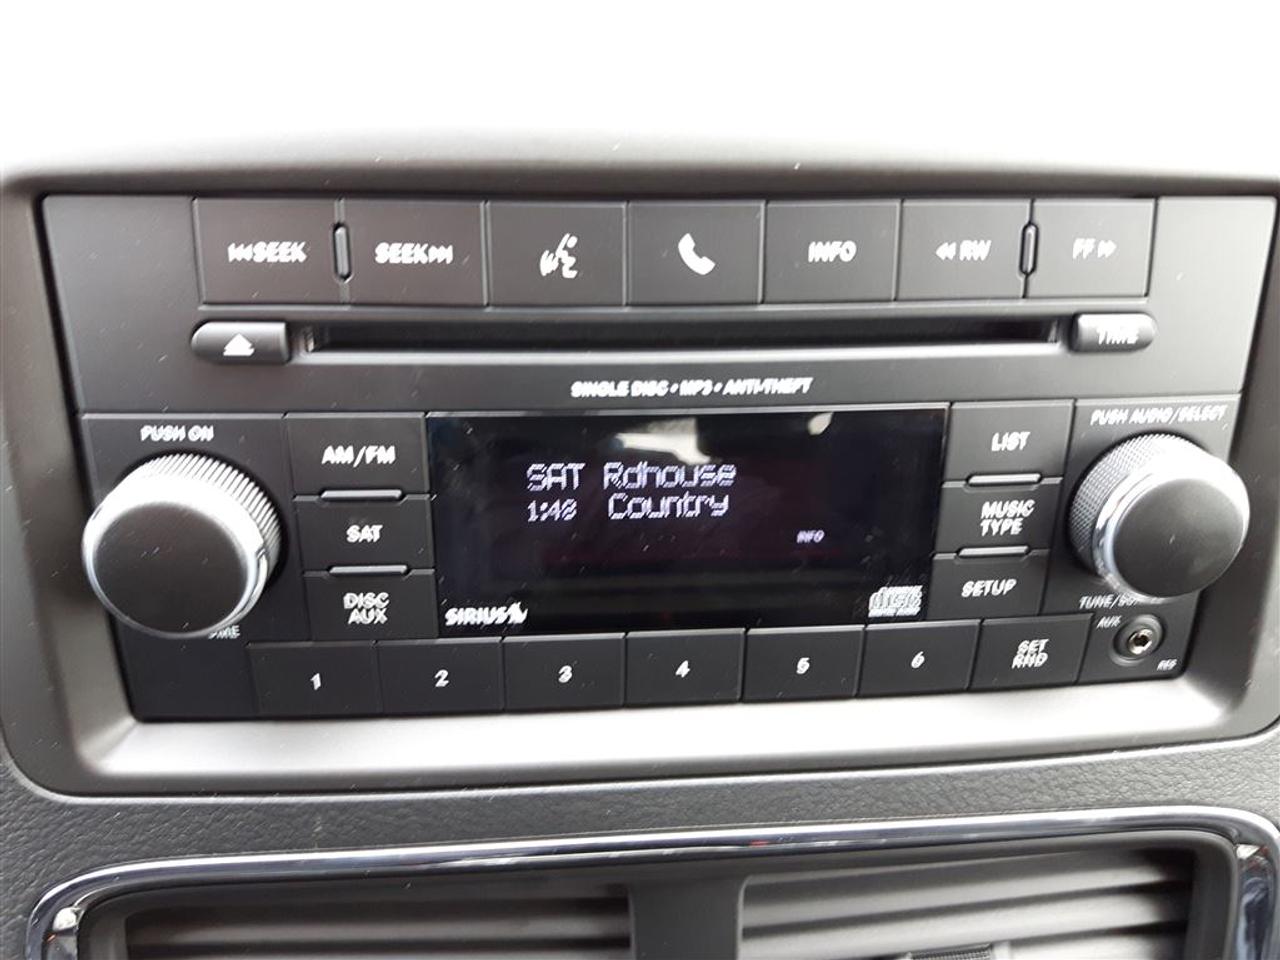 SEEK
SEEK
INFO
RW
FF
TIME
SINGLE DISC • MP3 • ANTI-THEFT
PUSH ON
AM/FM
SAT
DISC
AUX
SAT Rdhouse
1:48 Country
INFO
SIRIUS
LIST
MUSIC
TYPE
SETUP
PUSH AUDIO/SELECT
AUX
1
2
3
4
5
6
SET
RND